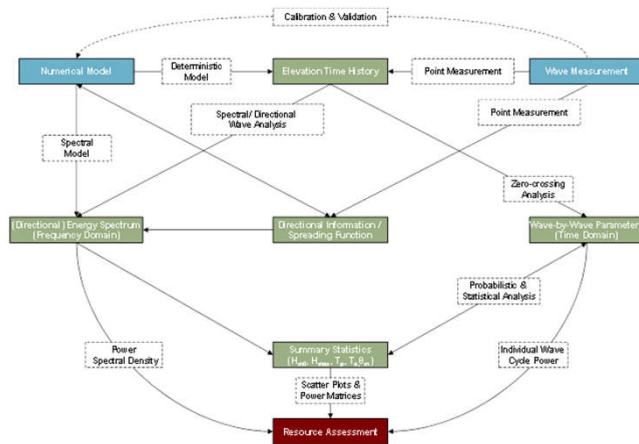 Calibration & Validation
Numerical Model
Deterministic
Model
Elevation Time History
Point Measurement
Wave Measurement
Spectral/ Directional
Wave Analysis
Point Measurement
Spectral
Model
Zero-crossing
Analysis
(Directional) Energy Spectrum
(Frequency Domain)
Directional Information /
Spreading Function
Wave-by-Wave Parameter
(Time Domain)
Probabilistic &
Statistical Analysis
Power
Spectral Density
Summary Statistics
Individual Wave
Cycle Power
Scatter Plots &
Power Matrices
Resource Assessment